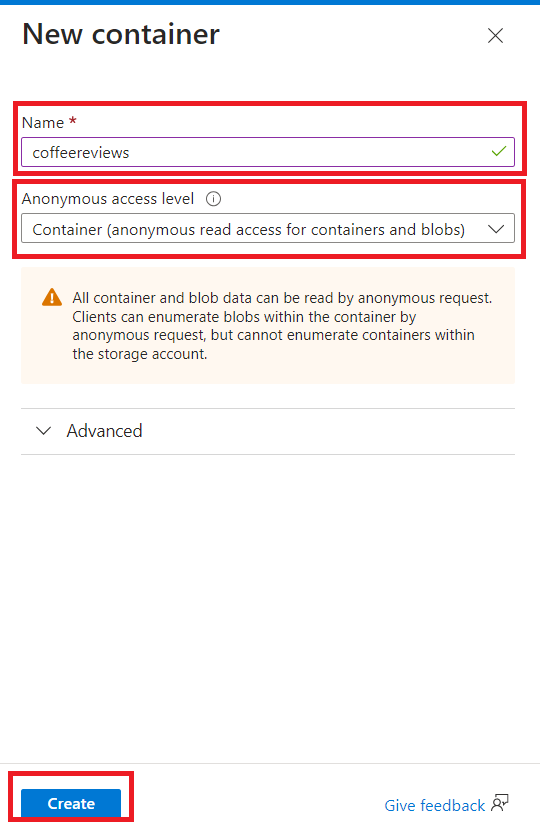 New container
Name *
coffeereviews
Anonymous access level
Container (anonymous read access for containers and blobs)
All container and blob data can be read by anonymous request.
Clients can enumerate blobs within the container by
anonymous request, but cannot enumerate containers within
the storage account.
Advanced
Create
Give feedback